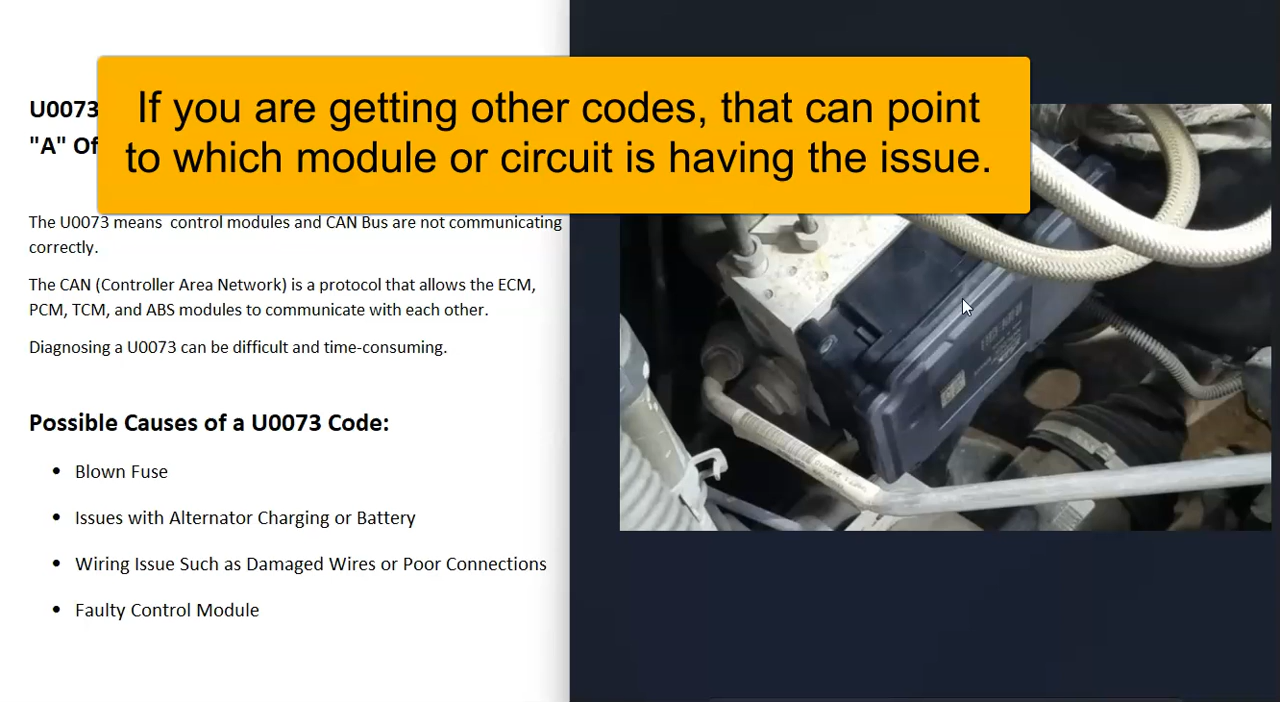 If you are getting other codes, that can point
to which module or circuit is having the issue.
U0073
"A" Of
The U0073 means control modules and CAN Bus are not communicating
correctly.
The CAN (Controller Area Network) is a protocol that allows the ECM,
PCM, TCM, and ABS modules to communicate with each other.
Diagnosing a U0073 can be difficult and time-consuming.
Possible Causes of a U0073 Code:
• Blown Fuse
• Issues with Alternator Charging or Battery
• Wiring Issue Such as Damaged Wires or Poor Connections
• Faulty Control Module